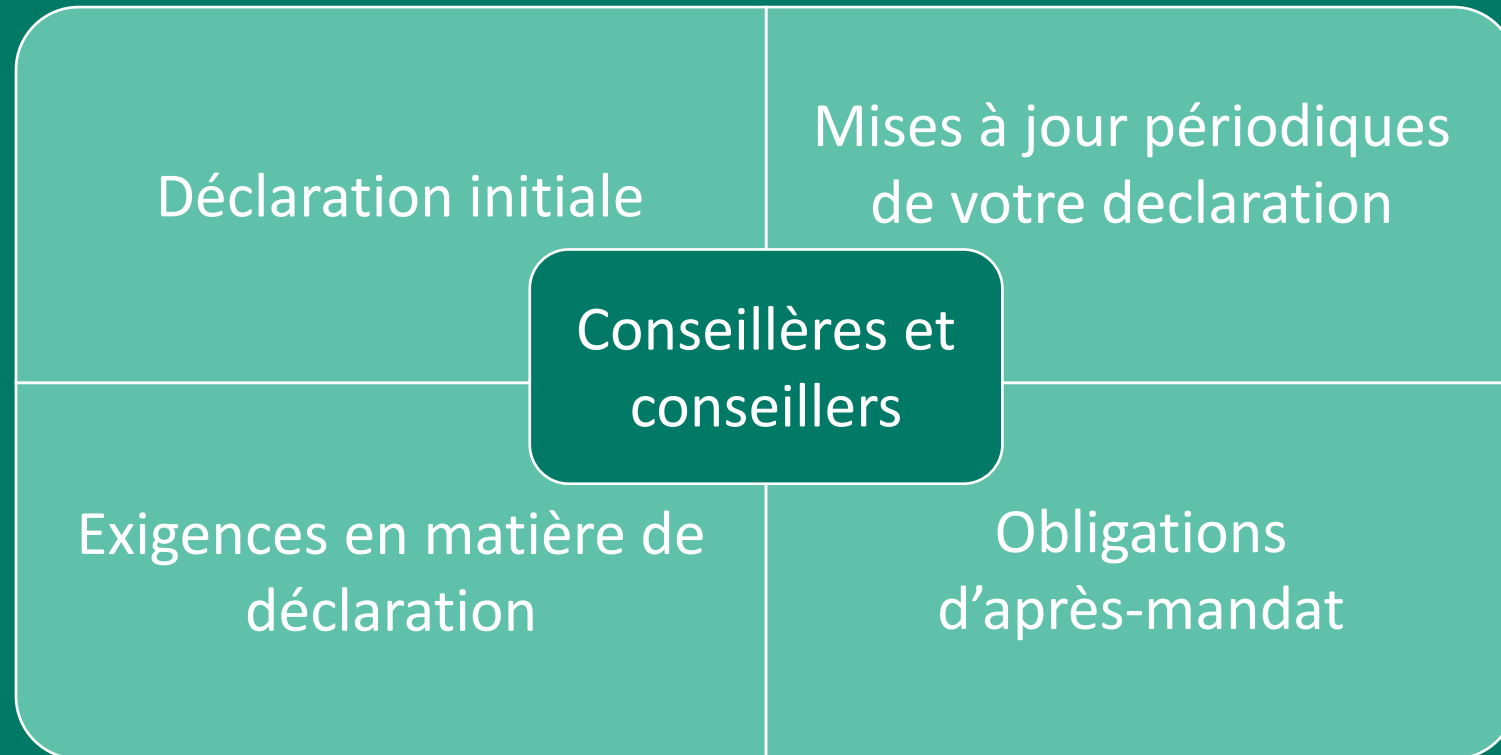 Déclaration initiale
Mises à jour périodiques
de votre declaration
Conseillères et
conseillers
Exigences en matière de
déclaration
Obligations
d’après-mandat